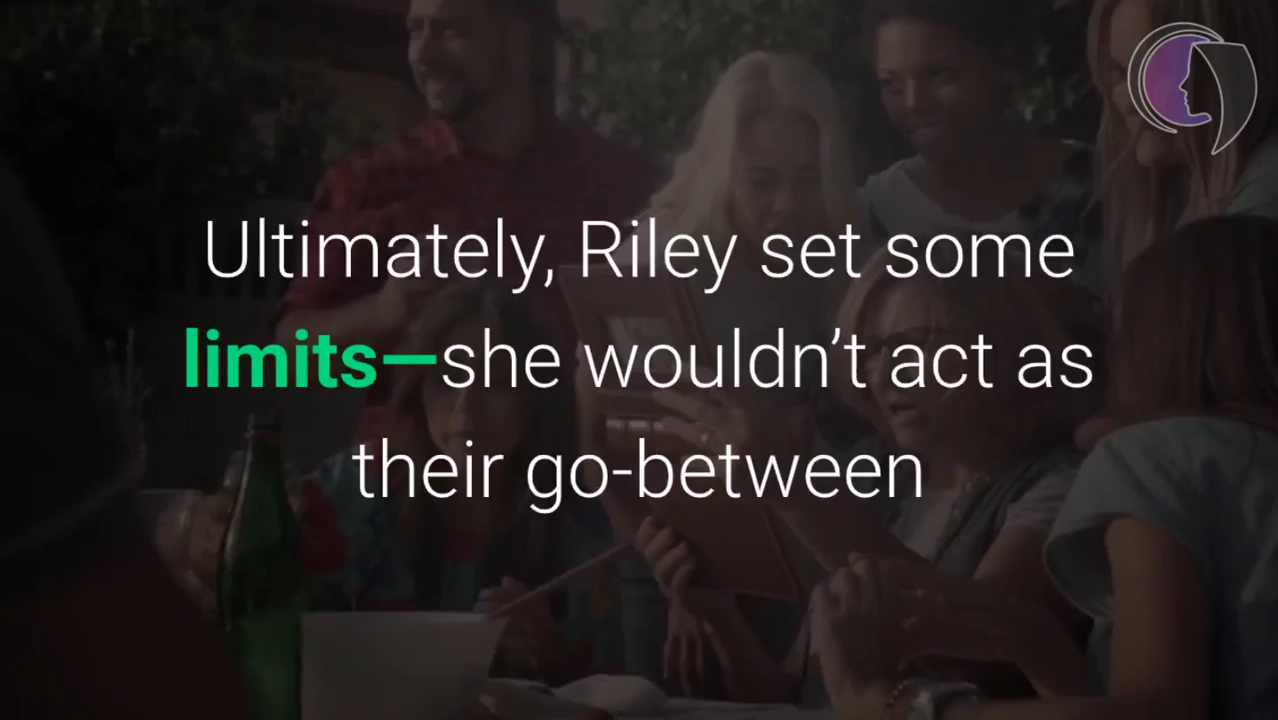 Ultimately, Riley set some
limits—she wouldn’t act as
their go-between